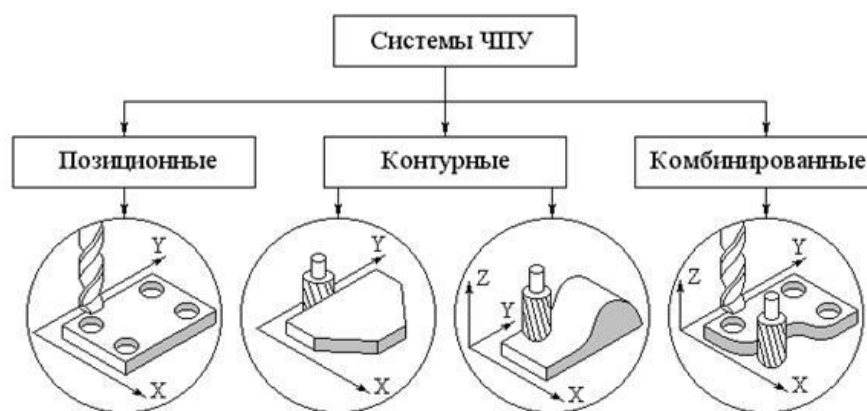 Системы ЧПУ
Позиционные
Контурные
Комбинированные
Y
X
Y
X
Z
Y
X
Z
Y
X